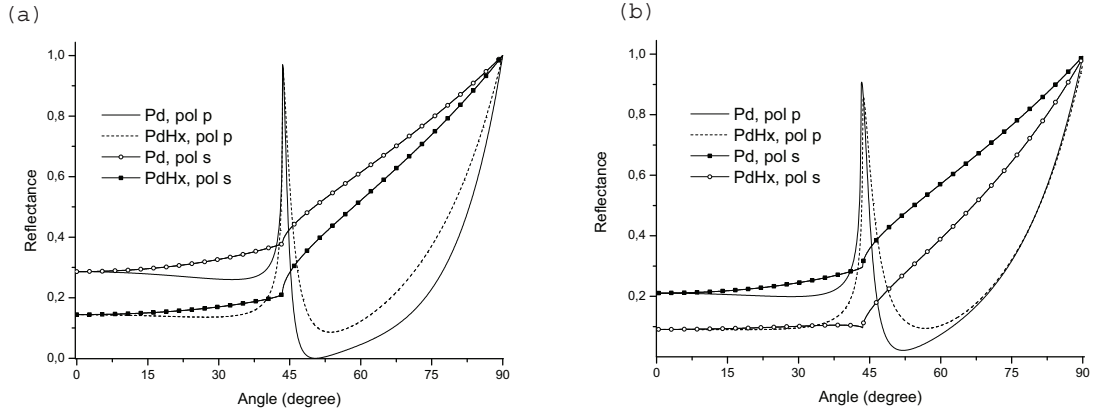 (a)
Reflectance
1,0
0,8
0,6
0,4
0,2
0,0
Pd, pol p
PdHx, pol p
Pd, pol s
PdHx, pol s
0 15 30 45 60 75 90
Angle (degree)
(b)
Reflectance
1,0
0,8
0,6
0,4
0,2
Pd, pol p
PdHx, pol p
Pd, pol s
PdHx, pol s
0 15 30 45 60 75 90
Angle (degree)